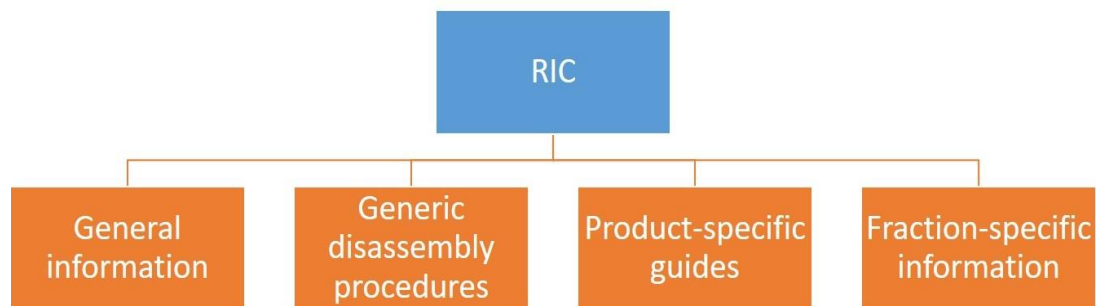 RIC
General
information
Generic
disassembly
procedures
Product-specific
guides
Fraction-specific
information